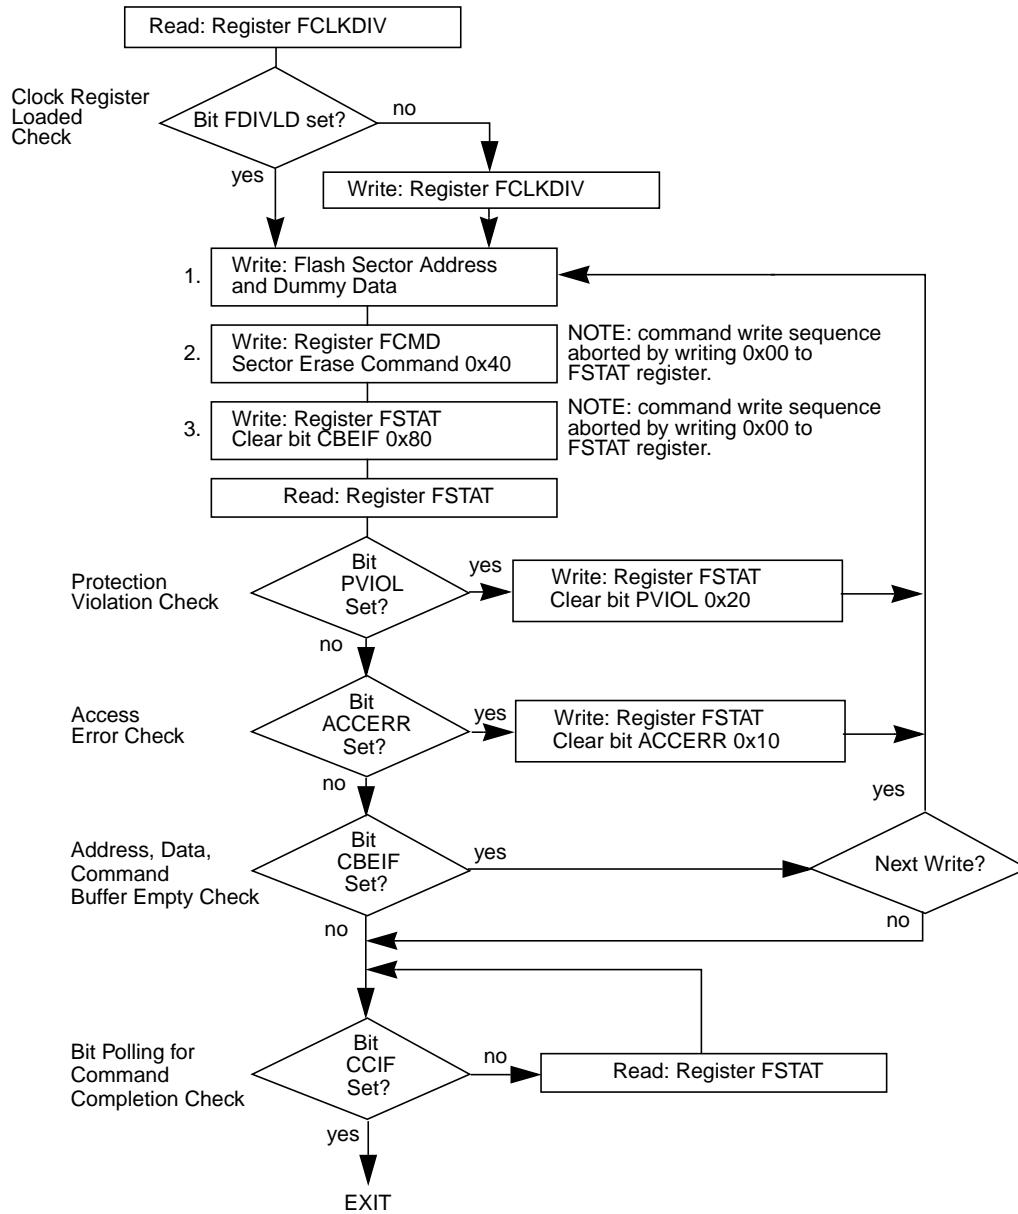 Read: Register FCLKDIV
Clock Register
Loaded
Check
Bit FDIVLD set?
no
yes
Write: Register FCLKDIV
1.
Write: Flash Sector Address
and Dummy Data
2.
Write: Register FCMD
Sector Erase Command 0x40
NOTE: command write sequence
aborted by writing 0x00 to
FSTAT register.
3.
Write: Register FSTAT
Clear bit CBEIF 0x80
NOTE: command write sequence
aborted by writing 0x00 to
FSTAT register.
Read: Register FSTAT
Protection
Violation Check
Bit
PVIOL
Set?
yes
Write: Register FSTAT
Clear bit PVIOL 0x20
no
Access
Error Check
Bit
ACCERR
Set?
yes
Write: Register FSTAT
Clear bit ACCERR 0x10
no
yes
Address, Data,
Command
Buffer Empty Check
Bit
CBEIF
Set?
yes
Next Write?
no
no
Bit Polling for
Command
Completion Check
Bit
CCIF
Set?
no
Read: Register FSTAT
yes
EXIT